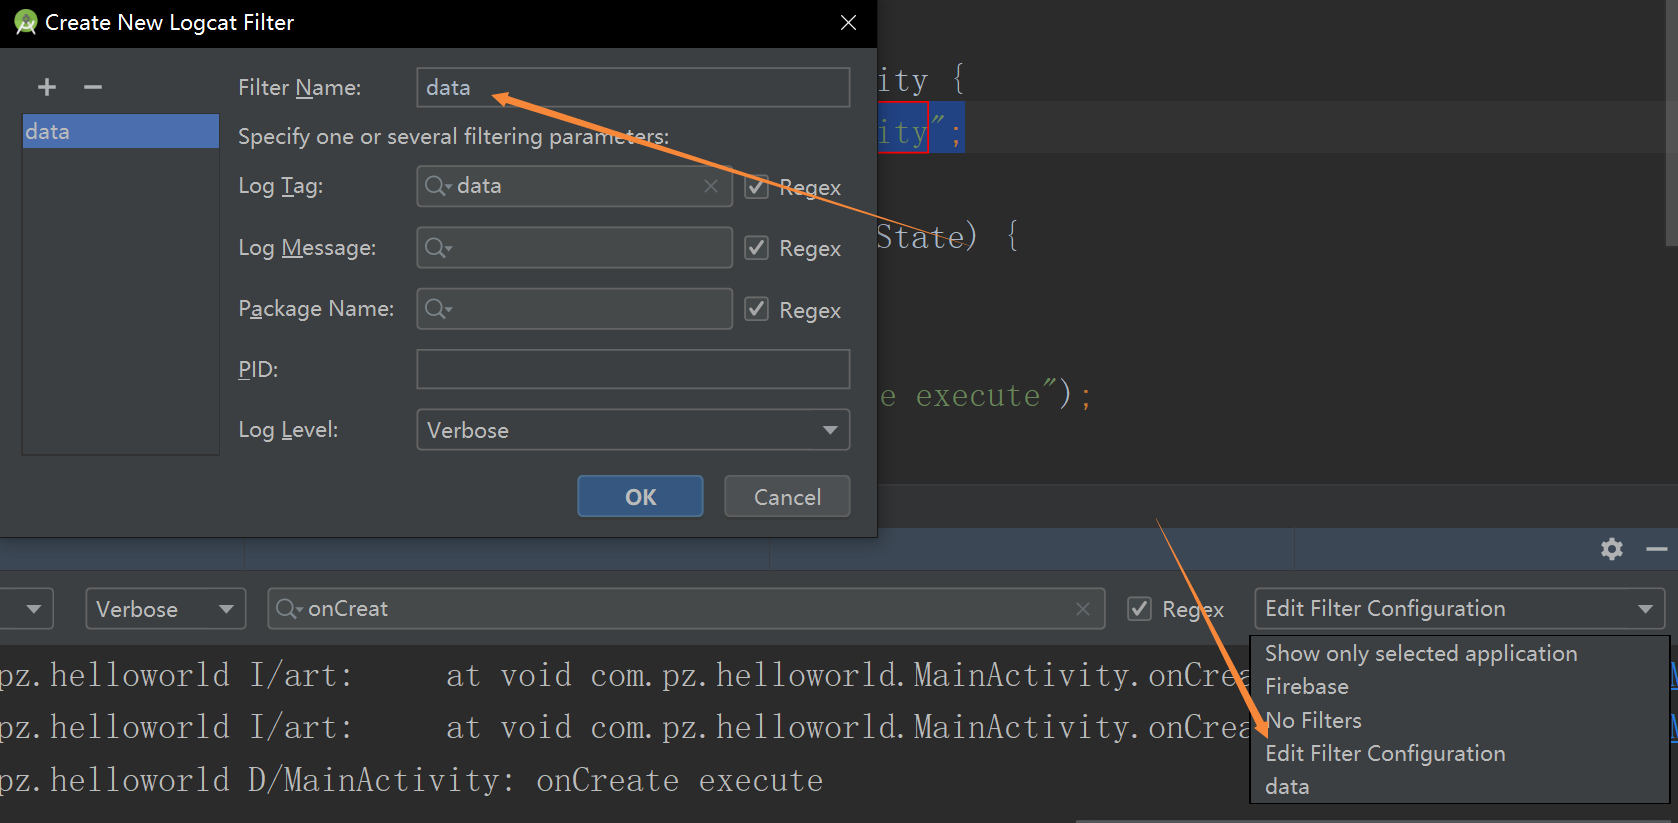 Create New Logcat Filter
Filter Name: data
data
Specify one or several filtering parameters:
Log Tag: data Regex
Log Message: Regex
Package Name: Regex
PID:
Log Level: Verbose
OK Cancel
ity {
ity";
State) {
e execute");
Verbose onCreat Regex Edit Filter Configuration
Show only selected application
Firebase
No Filters
Edit Filter Configuration
data
pz.helloworld I/art: at void com.pz.helloworld.MainActivity.onCrea
pz.helloworld I/art: at void com.pz.helloworld.MainActivity.onCrea
pz.helloworld D/MainActivity: onCreate execute